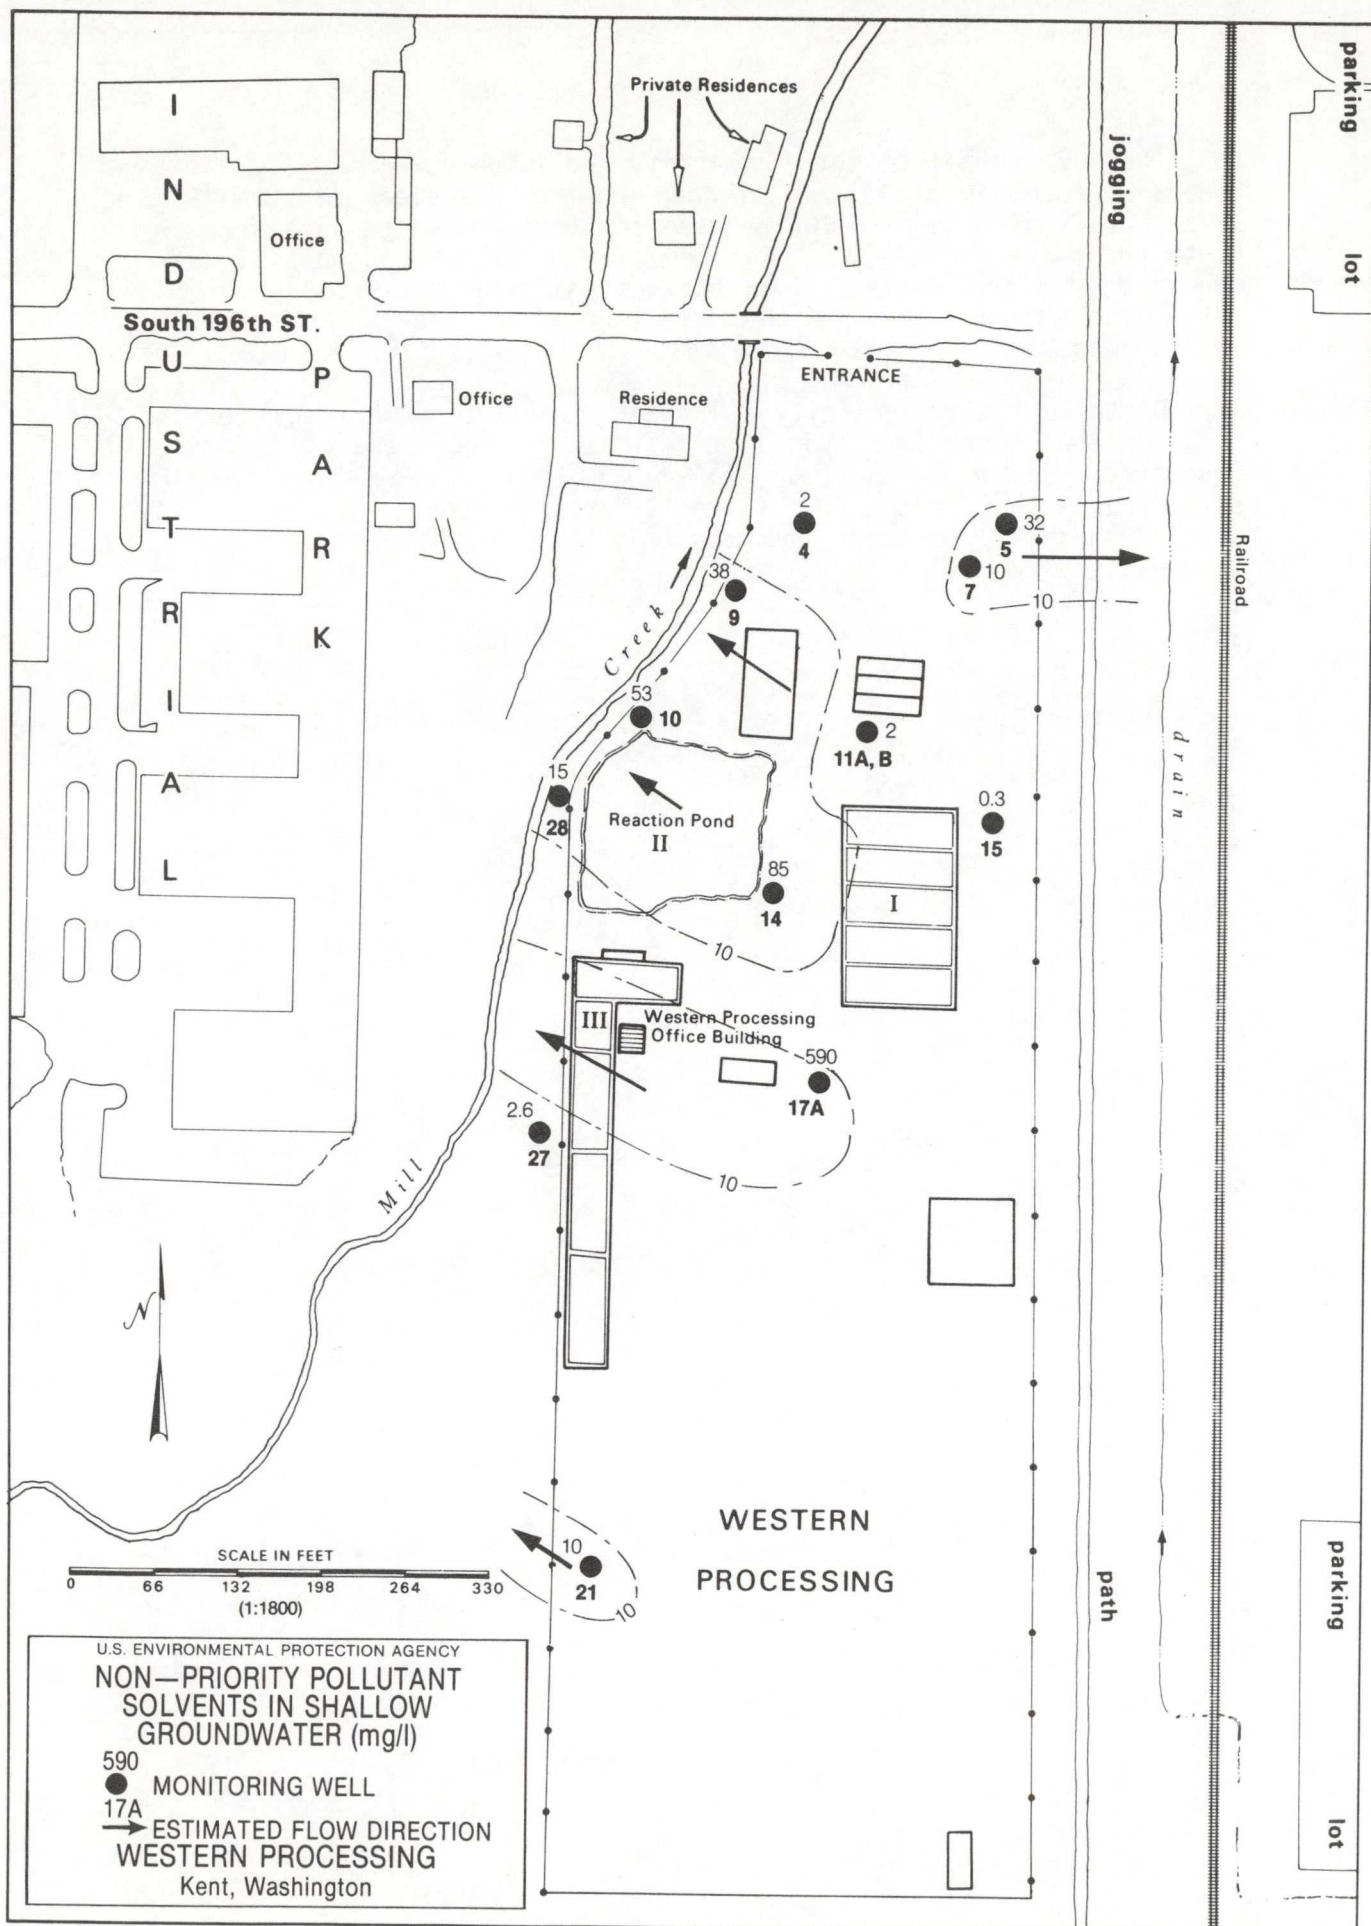 Private Residences
parking
lot
jogging
I
N
D
U
S
T
R
I
A
L
Office
South 196th ST.
P
A
R
K
Office
Residence
ENTRANCE
2
4
32
5
10
7
10
Railroad
38
9
Creek
53
10
2
11A, B
drain
15
28
Reaction Pond
II
0.3
15
85
14
I
10
III
Western Processing
Office Building
590
17A
2.6
27
10
Mill
N
WESTERN
PROCESSING
10
21
10
path
parking
lot
SCALE IN FEET
0 66 132 198 264 330
(1:1800)
U.S. ENVIRONMENTAL PROTECTION AGENCY
NON—PRIORITY POLLUTANT
SOLVENTS IN SHALLOW
GROUNDWATER (mg/l)
590
MONITORING WELL
17A
ESTIMATED FLOW DIRECTION
WESTERN PROCESSING
Kent, Washington